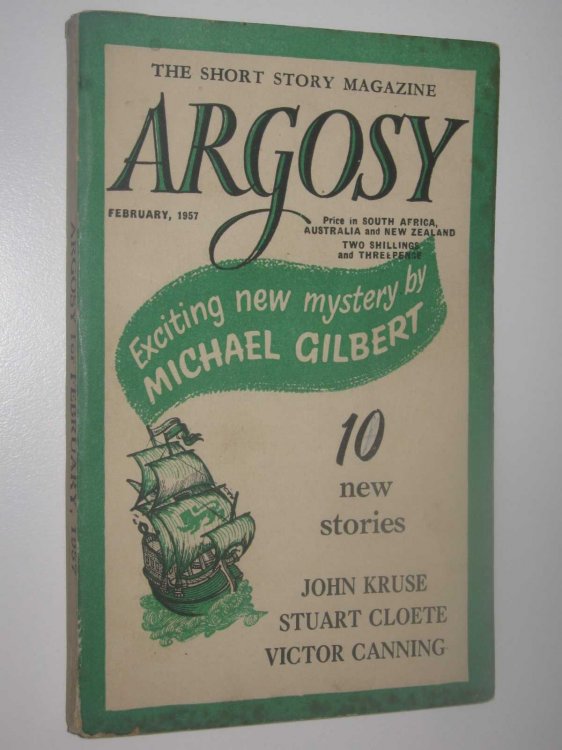 THE SHORT STORY MAGAZINE
ARGOSY
FEBRUARY, 1957
Price in SOUTH AFRICA,
AUSTRALIA and NEW ZEALAND
TWO SHILLINGS
and THREEPENCE
Exciting new mystery by
MICHAEL GILBERT
10
new
stories
JOHN KRUSE
STUART CLOETE
VICTOR CANNING
ARGOSY for FEBRUARY, 1957